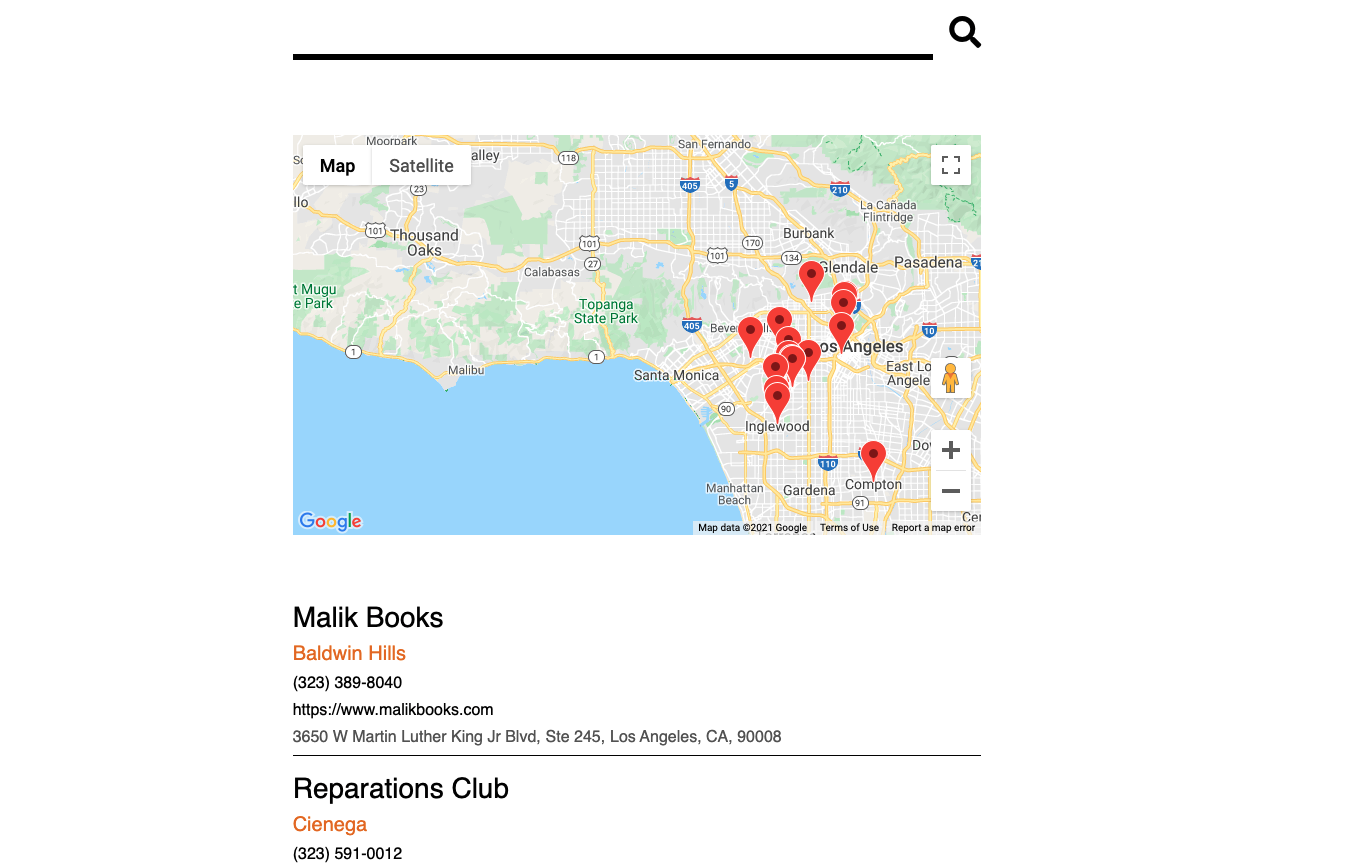 Moorpark
alley
118
San Fernando
Map
Satellite
405
5
210
23
llo
La Cañada
Flintridge
101
Thousand
Oaks
101
170
Burbank
101
134
Glendale
Pasadena
27
Calabasas
t Mugu
e Park
Topanga
State Park
405
10
os Angeles
1
1
Malibu
Santa Monica
East Lo
Angele
90
Inglewood
110
Compton
Manhattan
Beach
Gardena
91
Google
Map data ©2021 Google
Terms of Use
Report a map error
Malik Books
Baldwin Hills
(323) 389-8040
https://www.malikbooks.com
3650 W Martin Luther King Jr Blvd, Ste 245, Los Angeles, CA, 90008
Reparations Club
Cienega
(323) 591-0012